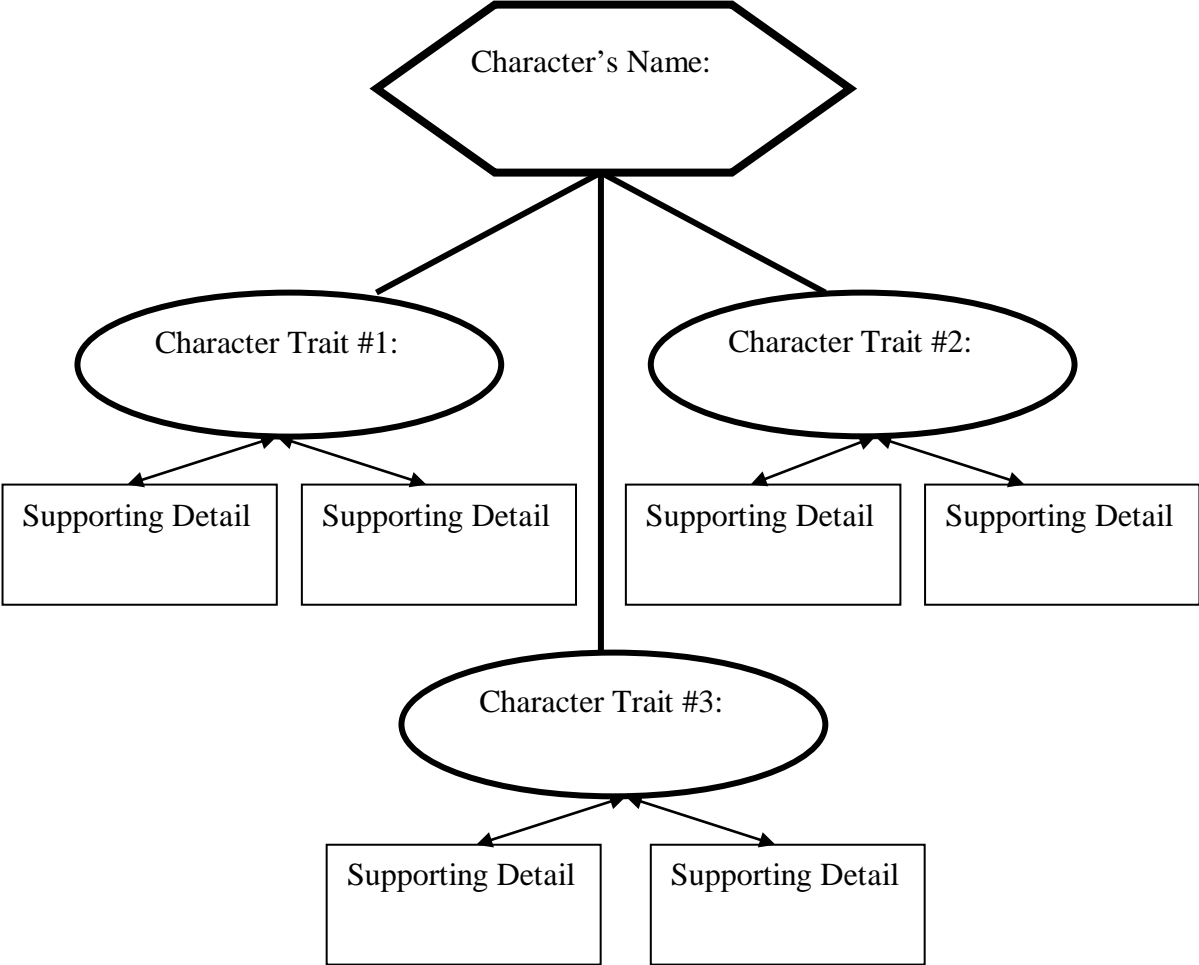 Character’s Name:
Character Trait #1:
Character Trait #2:
Supporting Detail
Supporting Detail
Supporting Detail
Supporting Detail
Character Trait #3:
Supporting Detail
Supporting Detail